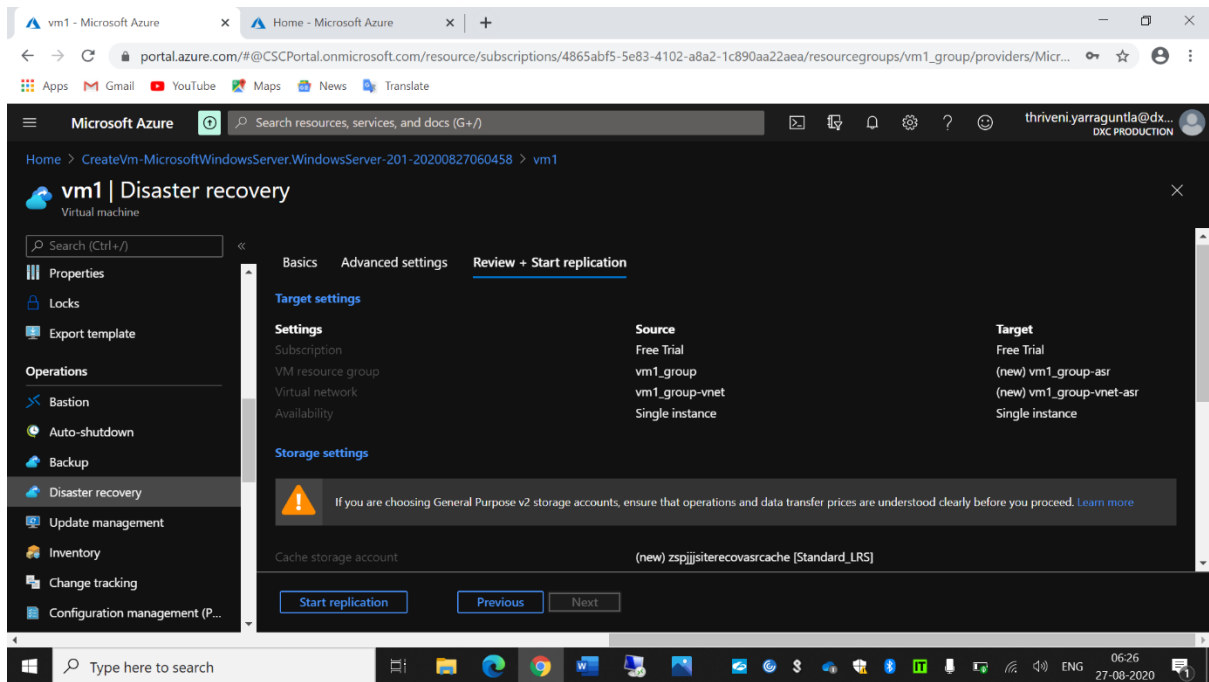 vm1 - Microsoft Azure
Home - Microsoft Azure
portal.azure.com/#@CSCPortal.onmicrosoft.com/resource/subscriptions/4865abf5-5e83-4102-a8a2-1c890aa22aea/resourcegroups/vm1_group/providers/Micr...
Apps Gmail YouTube Maps News Translate
Microsoft Azure
Search resources, services, and docs (G+/)
thriveni.yarraguntla@dx...
DXC PRODUCTION
Home > CreateVm-MicrosoftWindowsServer.WindowsServer-201-20200827060458 > vm1
vm1 | Disaster recovery
Virtual machine
Search (Ctrl+/)
Properties
Locks
Export template
Operations
Bastion
Auto-shutdown
Backup
Disaster recovery
Update management
Inventory
Change tracking
Configuration management (P...
Basics Advanced settings Review + Start replication
Target settings
Settings Source Target
Subscription Free Trial Free Trial
VM resource group vm1_group (new) vm1_group-asr
Virtual network vm1_group-vnet (new) vm1_group-vnet-asr
Availability Single instance Single instance
Storage settings
If you are choosing General Purpose v2 storage accounts, ensure that operations and data transfer prices are understood clearly before you proceed. Learn more
Cache storage account (new) zspjjjsiterecovasrcache [Standard_LRS]
Start replication Previous Next
Type here to search
ENG
06:26
27-08-2020